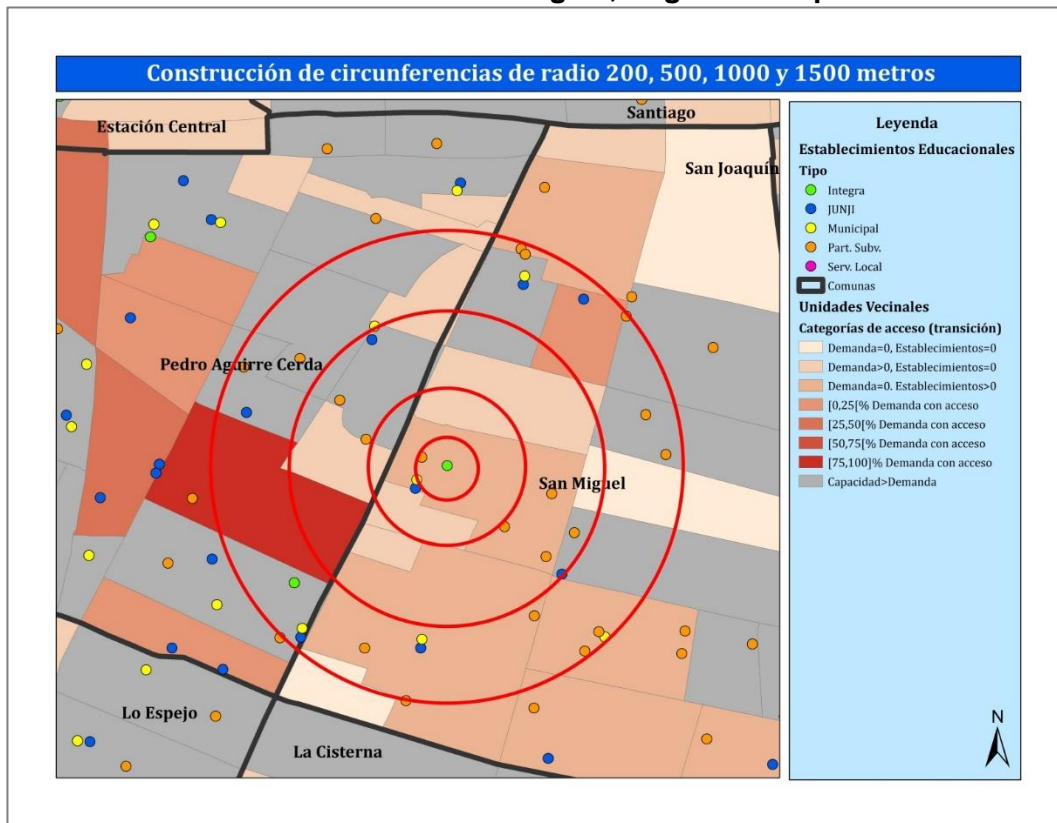 Construcción de circunferencias de radio 200, 500, 1000 y 1500 metros
Estación Central
Santiago
San Joaquín
Pedro Aguirre Cerda
San Miguel
Lo Espejo
La Cisterna
Leyenda
Establecimientos Educacionales
Tipo
Integra
JUNJI
Municipal
Part. Subv.
Serv. Local
Comunas
Unidades Vecinales
Categorías de acceso (transición)
Demanda=0, Establecimientos=0
Demanda>0, Establecimientos=0
Demanda=0. Establecimientos>0
[0,25[% Demanda con acceso
[25,50[% Demanda con acceso
[50,75[% Demanda con acceso
[75,100]% Demanda con acceso
Capacidad>Demanda
N